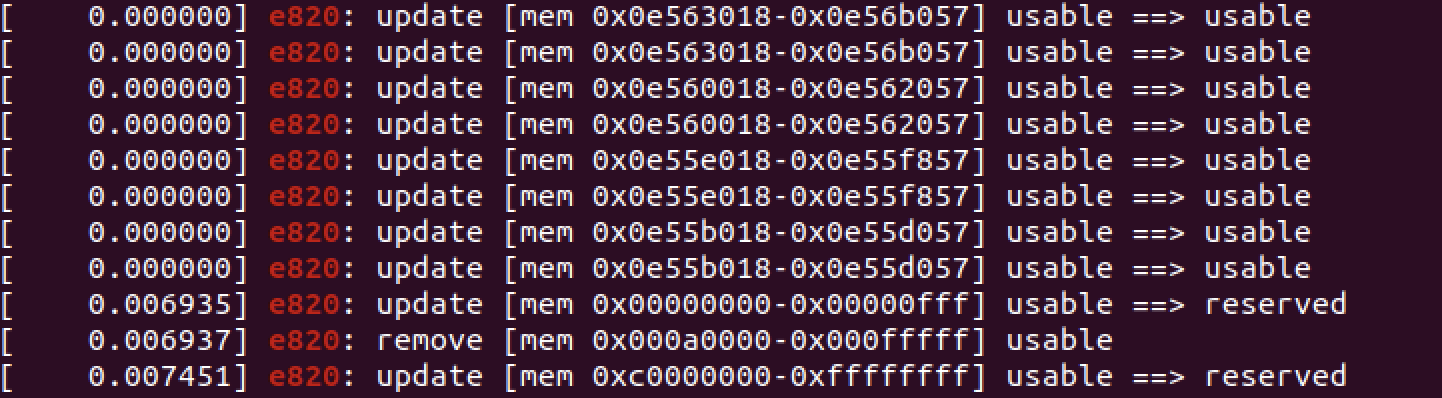 [    0.000000] e820: update [mem 0x0e563018-0x0e56b057] usable ==> usable
[    0.000000] e820: update [mem 0x0e563018-0x0e56b057] usable ==> usable
[    0.000000] e820: update [mem 0x0e560018-0x0e562057] usable ==> usable
[    0.000000] e820: update [mem 0x0e560018-0x0e562057] usable ==> usable
[    0.000000] e820: update [mem 0x0e55e018-0x0e55f857] usable ==> usable
[    0.000000] e820: update [mem 0x0e55e018-0x0e55f857] usable ==> usable
[    0.000000] e820: update [mem 0x0e55b018-0x0e55d057] usable ==> usable
[    0.000000] e820: update [mem 0x0e55b018-0x0e55d057] usable ==> usable
[    0.006935] e820: update [mem 0x00000000-0x00000fff] usable ==> reserved
[    0.006937] e820: remove [mem 0x000a0000-0x000fffff] usable
[    0.007451] e820: update [mem 0xc0000000-0xffffffff] usable ==> reserved